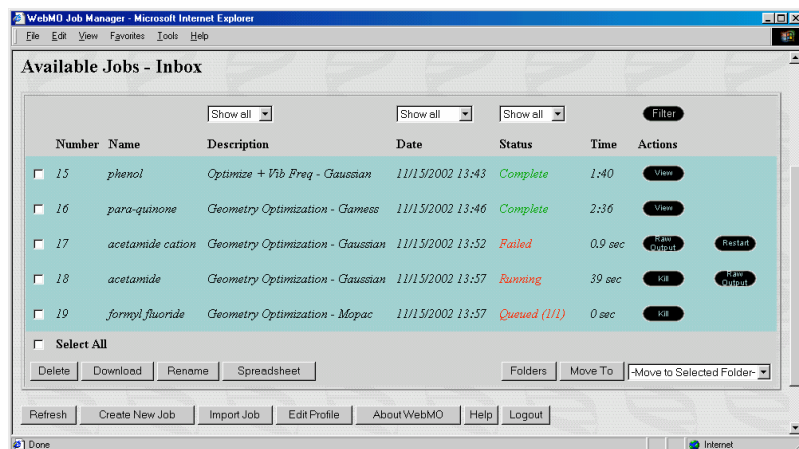 WebMO Job Manager - Microsoft Internet Explorer
File Edit View Favorites Tools Help
Available Jobs - Inbox
Show all Show all Show all Filter
Number Name Description Date Status Time Actions
15 phenol Optimize + Vib Freq - Gaussian 11/15/2002 13:43 Complete 1:40 View
16 para-quinone Geometry Optimization - Gamess 11/15/2002 13:46 Complete 2:36 View
17 acetamide cation Geometry Optimization - Gaussian 11/15/2002 13:52 Failed 0.9 sec Raw Output Restart
18 acetamide Geometry Optimization - Gaussian 11/15/2002 13:57 Running 39 sec Kill Raw Output
19 formyl fluoride Geometry Optimization - Mopac 11/15/2002 13:57 Queued (1/1) 0 sec Kill
Select All
Delete Download Rename Spreadsheet Folders Move To -Move to Selected Folder-
Refresh Create New Job Import Job Edit Profile About WebMO Help Logout
Done Internet